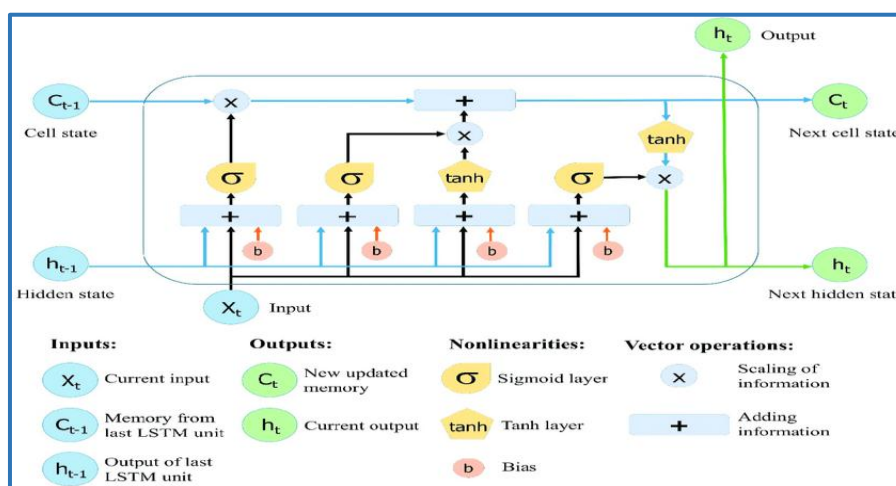 hₜ
Output
Cₜ₋₁
×
+
Cₜ
Cell state
×
tanh
Next cell state
σ
σ
tanh
σ
×
+
+
+
+
b
b
b
b
hₜ₋₁
hₜ
Hidden state
Next hidden stat
Xₜ
Input
Inputs:
Outputs:
Nonlinearities:
Vector operations:
Xₜ
Current input
Cₜ
New updated
memory
σ
Sigmoid layer
×
Scaling of
information
Cₜ₋₁
Memory from
last LSTM unit
hₜ
Current output
tanh
Tanh layer
+
Adding
information
hₜ₋₁
Output of last
LSTM unit
b
Bias